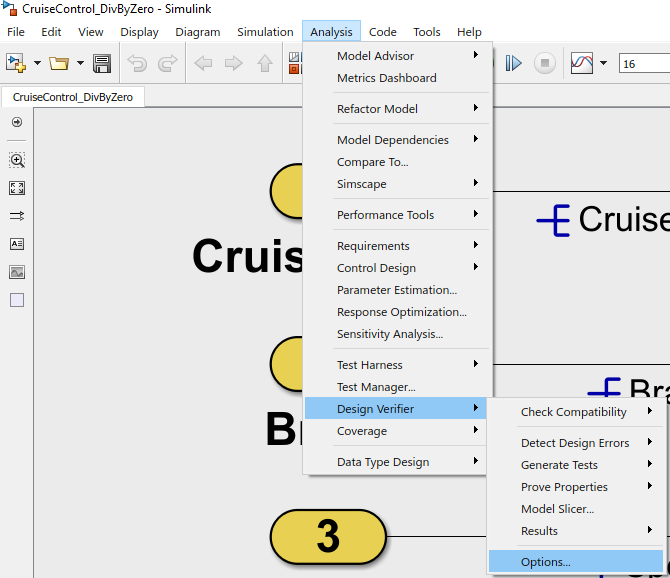 CruiseControl_DivByZero - Simulink
File Edit View Display Diagram Simulation Analysis Code Tools Help
16
CruiseControl_DivByZero
Model Advisor
Metrics Dashboard
Refactor Model
Model Dependencies
Compare To...
Simscape
Performance Tools
Requirements
Control Design
Parameter Estimation...
Response Optimization...
Sensitivity Analysis...
Test Harness
Test Manager...
Design Verifier
Coverage
Data Type Design
Check Compatibility
Detect Design Errors
Generate Tests
Prove Properties
Model Slicer...
Results
Options...
Cruis
Cruise
Bra
3